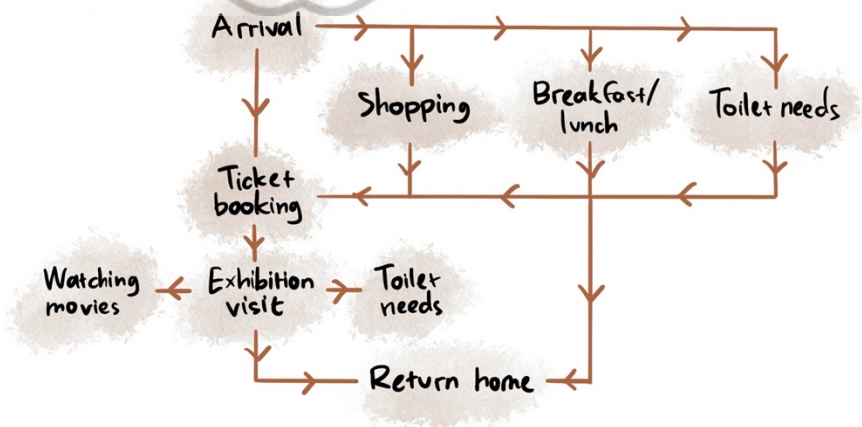 Arrival
Shopping
Breakfast/
lunch
Toilet needs
Ticket
booking
Watching
movies
Exhibition
visit
Toilet
needs
Return home